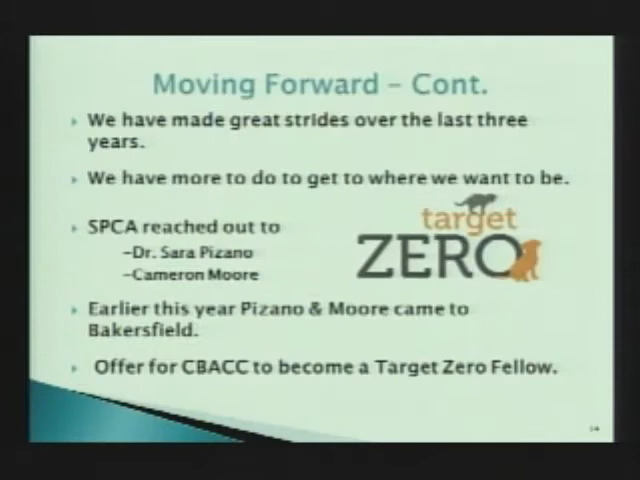 Moving Forward – Cont.
We have made great strides over the last three
years.
We have more to do to get to where we want to be.
SPCA reached out to
–Dr. Sara Pizano
–Cameron Moore
target
ZERO
Earlier this year Pizano & Moore came to
Bakersfield.
Offer for CBACC to become a Target Zero Fellow.